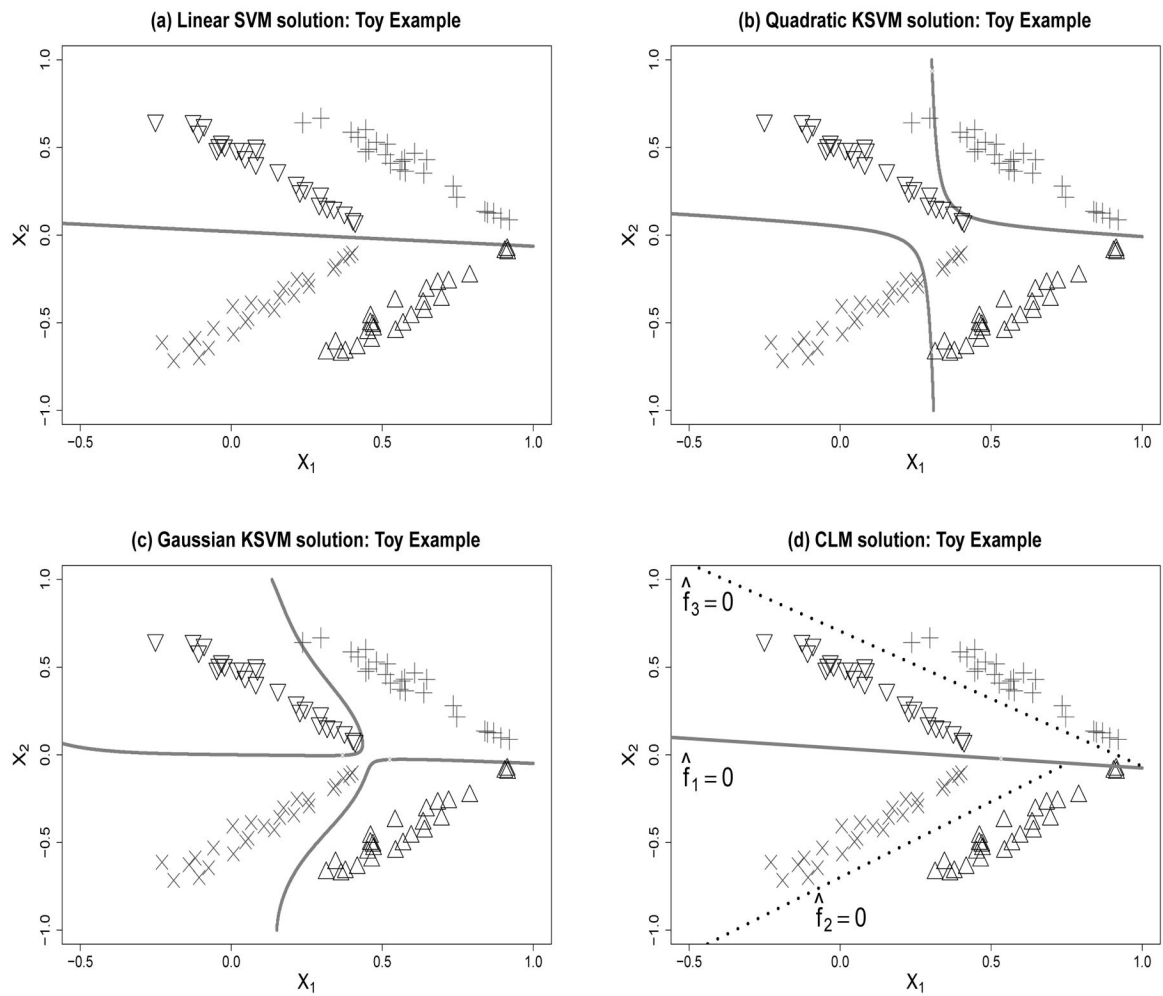 (a) Linear SVM solution: Toy Example
1.0
0.5
0.0
−0.5
−1.0
X₂
−0.5 0.0 0.5 1.0
X₁
(b) Quadratic KSVM solution: Toy Example
1.0
0.5
0.0
−0.5
−1.0
X₂
−0.5 0.0 0.5 1.0
X₁
(c) Gaussian KSVM solution: Toy Example
1.0
0.5
0.0
−0.5
−1.0
X₂
−0.5 0.0 0.5 1.0
X₁
(d) CLM solution: Toy Example
1.0
0.5
0.0
−0.5
−1.0
X₂
f̂₃=0
f̂₁=0
f̂₂=0
−0.5 0.0 0.5 1.0
X₁